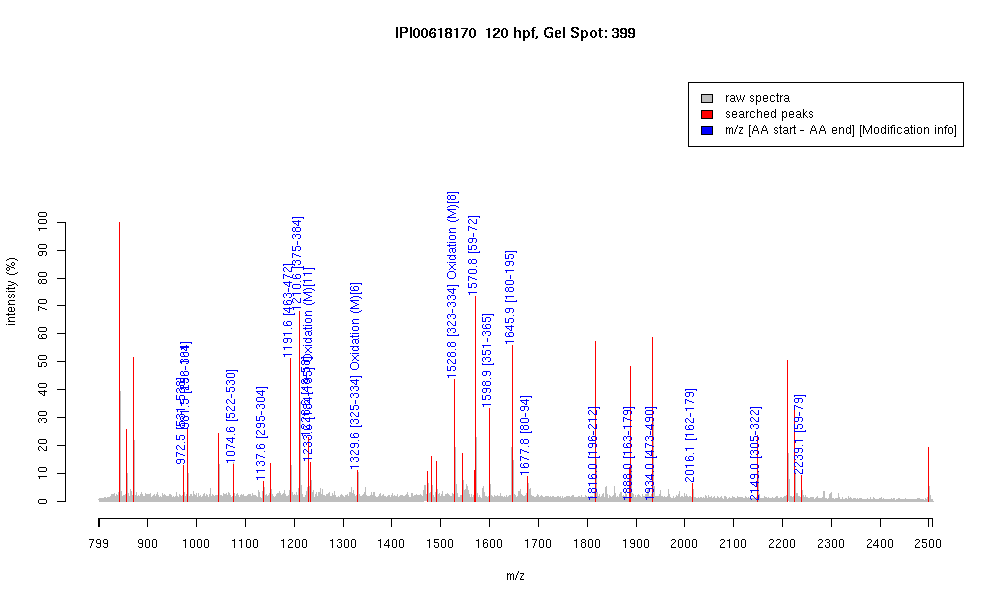 IPI00618170 120 hpf, Gel Spot: 399
raw spectra
searched peaks
m/z [AA start - AA end] [Modification info]
intensity (%)
100
90
80
70
60
50
40
30
20
10
0
972.5 [531-538]
1074.6 [522-530]
1137.6 [295-304]
1191.6 [463-472]
1210.6 [375-384]
Oxidation (M)[11]
1329.6 [325-334] Oxidation (M)[6]
1528.8 [323-334] Oxidation (M)[8]
1570.8 [59-72]
1598.9 [351-365]
1645.9 [180-195]
1677.8 [80-94]
1816.0 [196-212]
1888.0 [163-179]
1934.0 [473-490]
2016.1 [162-179]
2149.0 [305-322]
2239.1 [59-79]
799 900 1000 1100 1200 1300 1400 1500 1600 1700 1800 1900 2000 2100 2200 2300 2400 2500
m/z